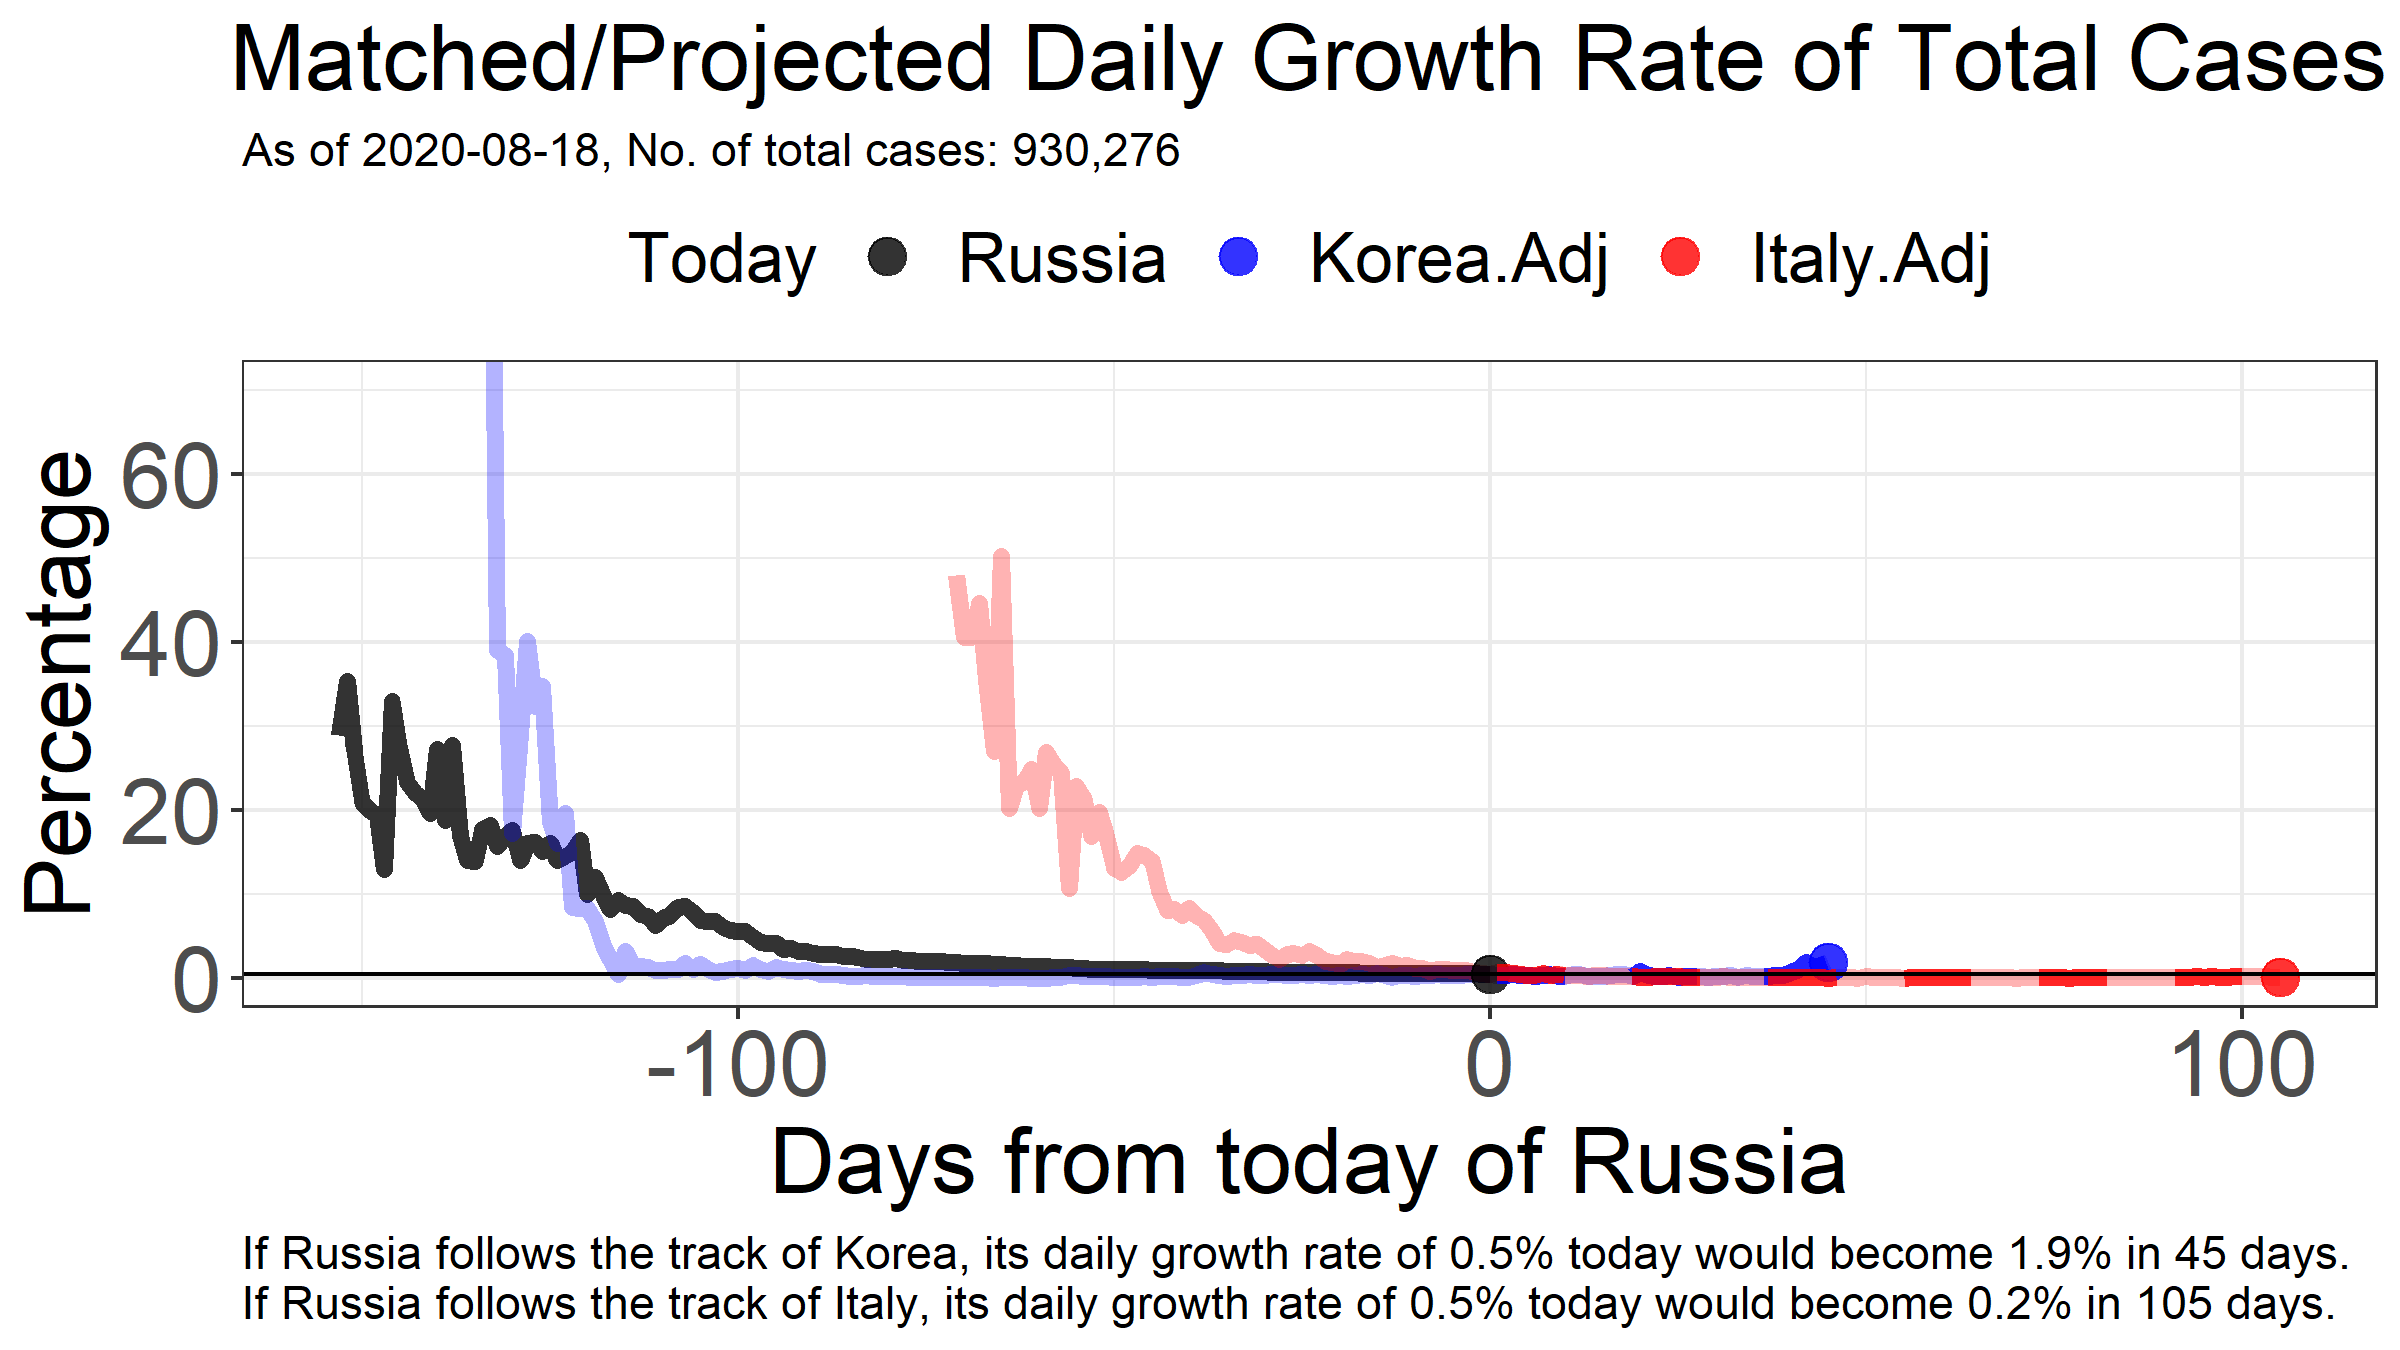 Matched/Projected Daily Growth Rate of Total Cases
As of 2020-08-18, No. of total cases: 930,276
Today Russia Korea.Adj Italy.Adj
Percentage
60
40
20
0
-100 0 100
Days from today of Russia
If Russia follows the track of Korea, its daily growth rate of 0.5% today would become 1.9% in 45 days.
If Russia follows the track of Italy, its daily growth rate of 0.5% today would become 0.2% in 105 days.